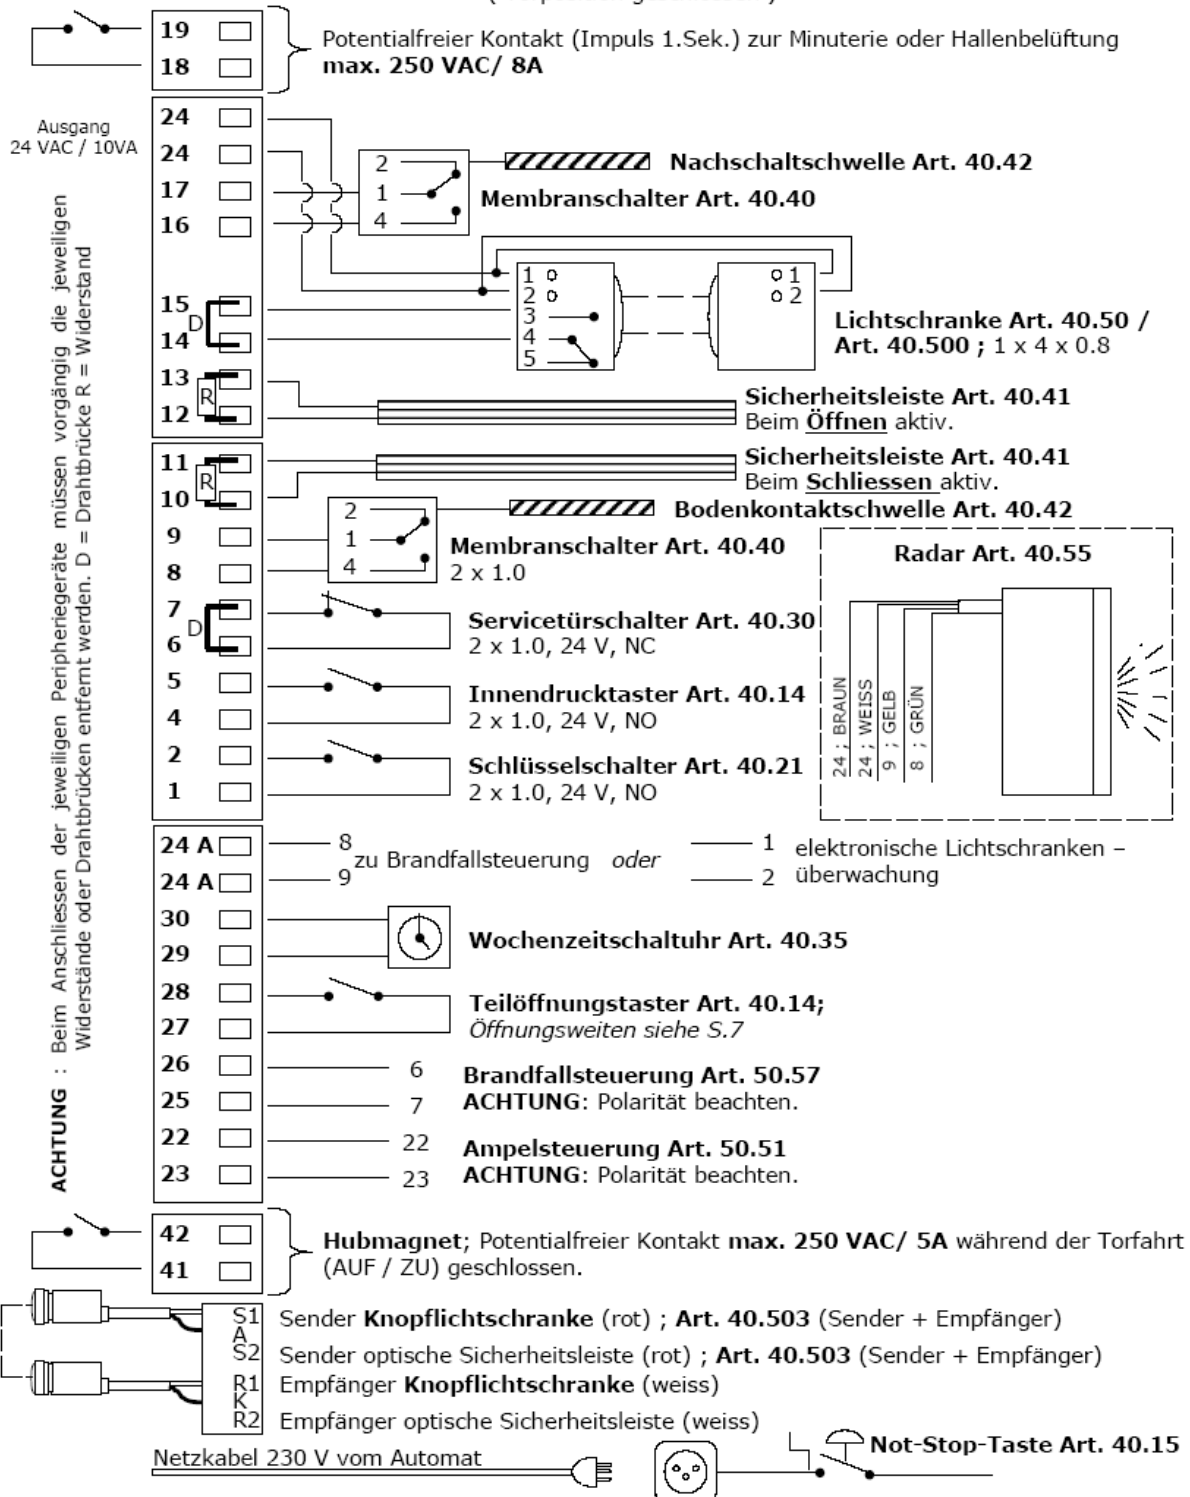 19
18
Potentialfreier Kontakt (Impuls 1.Sek.) zur Minuterie oder Hallenbelüftung
max. 250 VAC/ 8A
Ausgang
24 VAC / 10VA
24
24
17
16
2
1
4
Nachschaltschwelle Art. 40.42
Membranschalter Art. 40.40
15
14
D
1
2
3
4
5
1
2
Lichtschranke Art. 40.50 /
Art. 40.500 ; 1 x 4 x 0.8
13
12
R
Sicherheitsleiste Art. 40.41
Beim Öffnen aktiv.
11
10
R
Sicherheitsleiste Art. 40.41
Beim Schliessen aktiv.
9
8
2
1
4
Bodenkontaktschwelle Art. 40.42
Membranschalter Art. 40.40
2 x 1.0
Radar Art. 40.55
24 ; BRAUN
24 ; WEISS
9 ; GELB
8 ; GRÜN
7
6
D
Servicetürschalter Art. 40.30
2 x 1.0, 24 V, NC
5
4
Innendrucktaster Art. 40.14
2 x 1.0, 24 V, NO
2
1
Schlüsselschalter Art. 40.21
2 x 1.0, 24 V, NO
ACHTUNG : Beim Anschliessen der jeweiligen Peripheriegeräte müssen vorgängig die jeweiligen
Widerstände oder Drahtbrücken entfernt werden. D = Drahtbrücke R = Widerstand
24 A
24 A
8
9
zu Brandfallsteuerung oder
1
2
elektronische Lichtschranken –
überwachung
30
29
Wochenzeitschaltuhr Art. 40.35
28
27
Teilöffnungstaster Art. 40.14;
Öffnungsweiten siehe S.7
26
25
6
7
Brandfallsteuerung Art. 50.57
ACHTUNG: Polarität beachten.
22
23
22
23
Ampelsteuerung Art. 50.51
ACHTUNG: Polarität beachten.
42
41
Hubmagnet; Potentialfreier Kontakt max. 250 VAC/ 5A während der Torfahrt
(AUF / ZU) geschlossen.
S1
A
S2
R1
K
R2
Sender Knopflichtschranke (rot) ; Art. 40.503 (Sender + Empfänger)
Sender optische Sicherheitsleiste (rot) ; Art. 40.503 (Sender + Empfänger)
Empfänger Knopflichtschranke (weiss)
Empfänger optische Sicherheitsleiste (weiss)
Netzkabel 230 V vom Automat
Not-Stop-Taste Art. 40.15